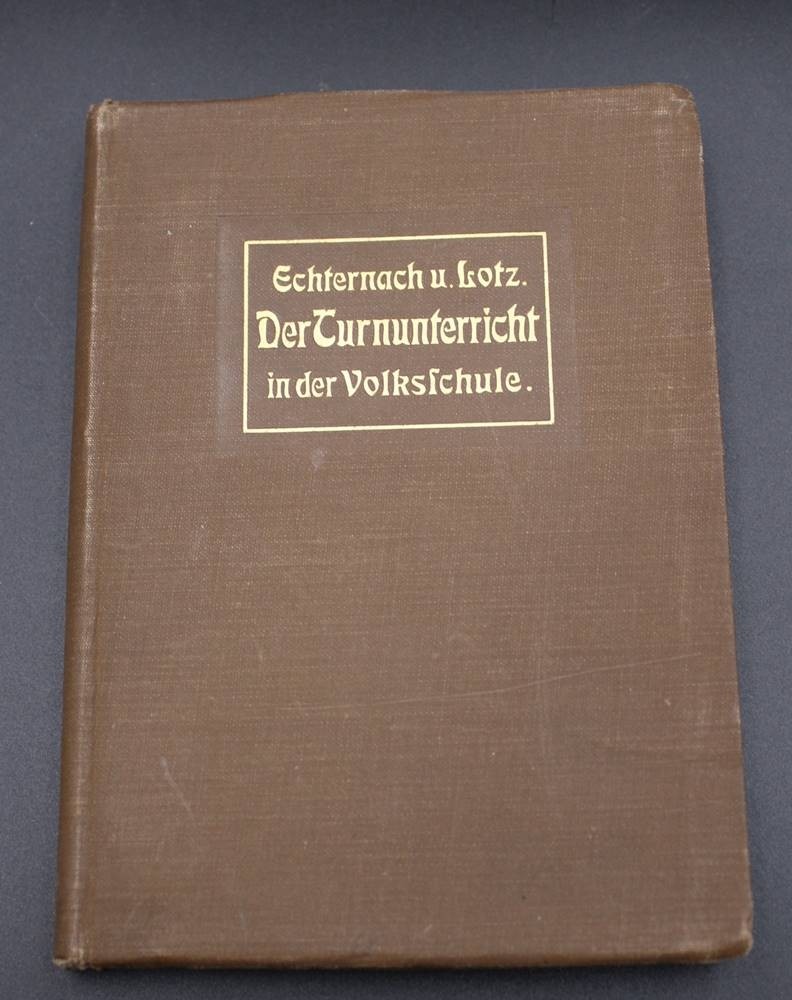 Echternach u. Lotz.
Der Turnunterricht
in der Volksſchule.